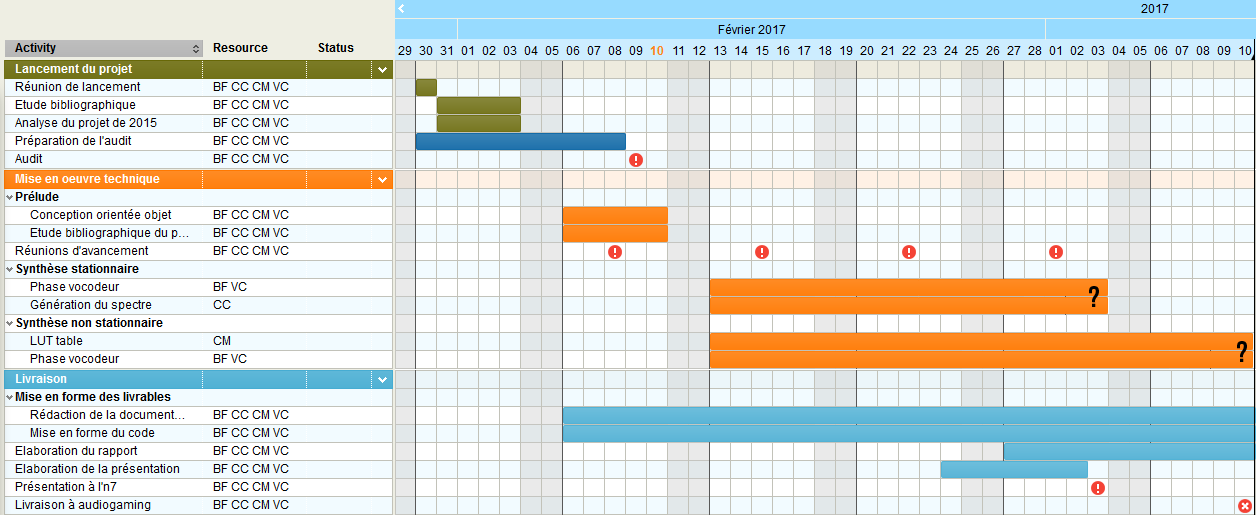 2017
Février 2017
Activity Resource Status 29 30 31 01 02 03 04 05 06 07 08 09 10 11 12 13 14 15 16 17 18 19 20 21 22 23 24 25 26 27 28 01 02 03 04 05 06 07 08 09 10
Lancement du projet
Réunion de lancement BF CC CM VC
Etude bibliographique BF CC CM VC
Analyse du projet de 2015 BF CC CM VC
Préparation de l'audit BF CC CM VC
Audit BF CC CM VC !
Mise en oeuvre technique
Prélude
Conception orientée objet BF CC CM VC
Etude bibliographique du p... BF CC CM VC
Réunions d'avancement BF CC CM VC ! ! ! !
Synthèse stationnaire
Phase vocodeur BF VC ?
Génération du spectre CC
Synthèse non stationnaire
LUT table CM ?
Phase vocodeur BF VC
Livraison
Mise en forme des livrables
Rédaction de la document... BF CC CM VC
Mise en forme du code BF CC CM VC
Elaboration du rapport BF CC CM VC
Elaboration de la présentation BF CC CM VC
Présentation à l'n7 BF CC CM VC !
Livraison à audiogaming BF CC CM VC